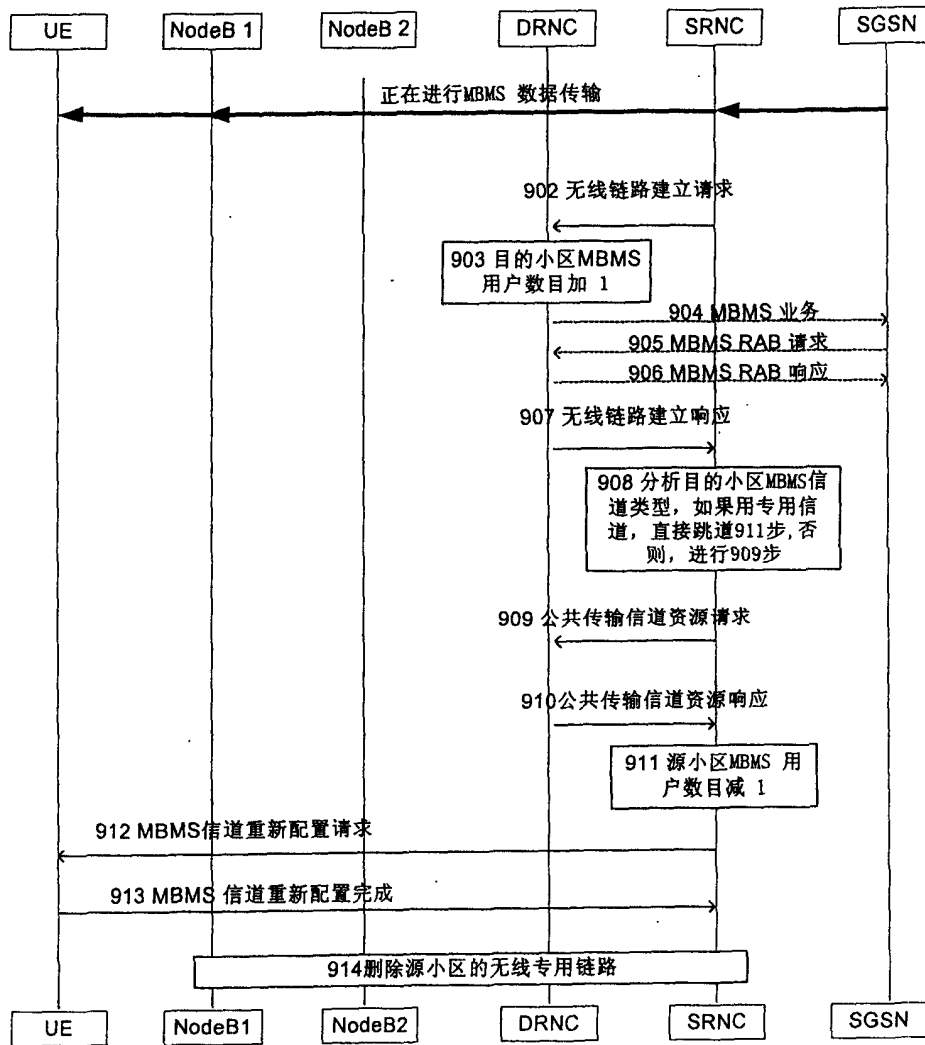 UE NodeB 1 NodeB 2 DRNC SRNC SGSN
正在进行MBMS 数据传输
902 无线链路建立请求
903 目的小区MBMS
用户数目加 1
904 MBMS 业务
905 MBMS RAB 请求
906 MBMS RAB 响应
907 无线链路建立响应
908 分析目的小区MBMS信
道类型，如果用专用信
道，直接跳道911步,否
则，进行909步
909 公共传输信道资源请求
910公共传输信道资源响应
911 源小区MBMS 用
户数目减 1
912 MBMS信道重新配置请求
913 MBMS 信道重新配置完成
914删除源小区的无线专用链路
UE NodeB1 NodeB2 DRNC SRNC SGSN